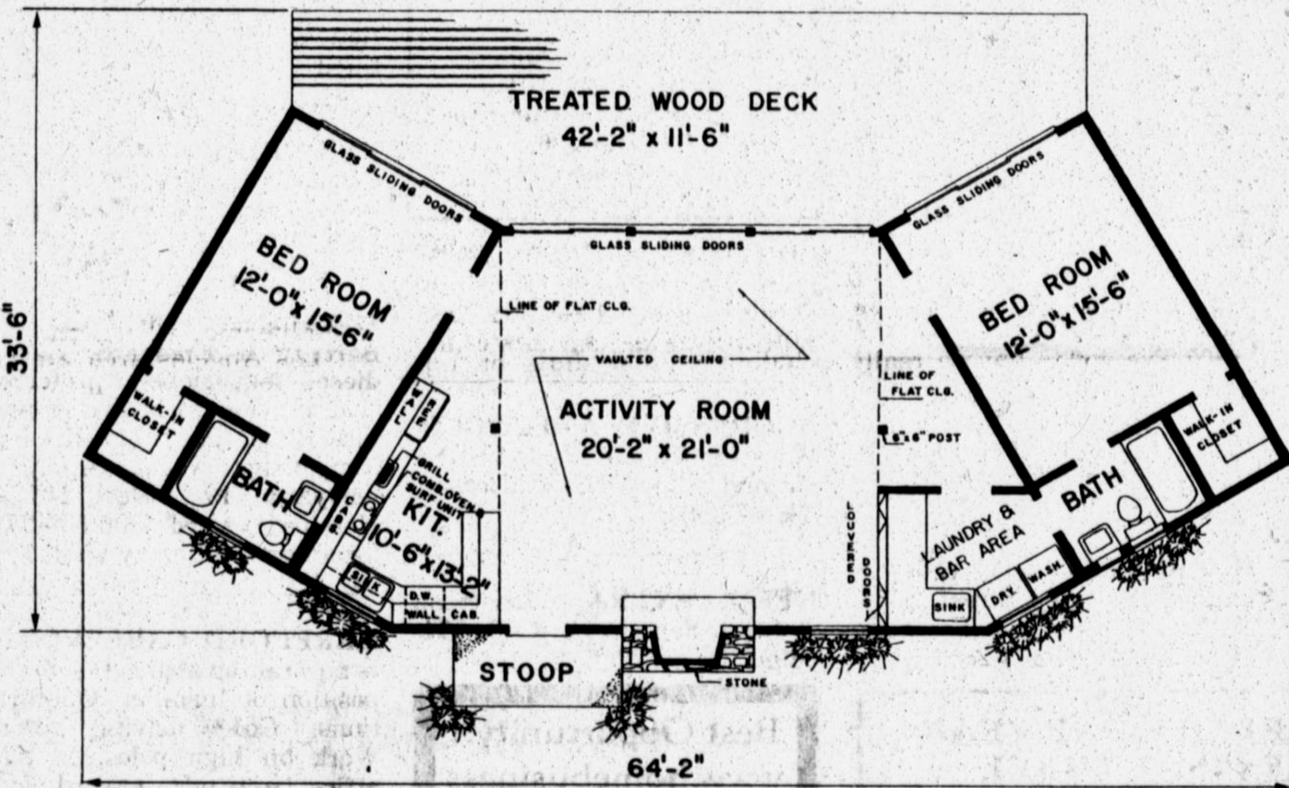 TREATED WOOD DECK
42'-2" x 11'-6"
GLASS SLIDING DOORS
GLASS SLIDING DOORS
GLASS SLIDING DOORS
33'-6"
BED ROOM
12'-0" x 15'-6"
LINE OF FLAT CLG.
VAULTED CEILING
BED ROOM
12'-0" x 15'-6"
LINE OF
FLAT CLG.
ACTIVITY ROOM
20'-2" x 21'-0"
6"x6" POST
WALK-IN
CLOSET
BATH
WALL
REF.
CABS.
GRILL
COMB. OVEN &
SURF. UNIT
KIT.
10'-6" x 13'-2"
SINK
D.W.
WALL CAB.
LOUVERED
DOORS
LAUNDRY &
BAR AREA
SINK
DRY.
WASH.
BATH
WALK-IN
CLOSET
STOOP
STONE
Best Opportunity
64'-2"